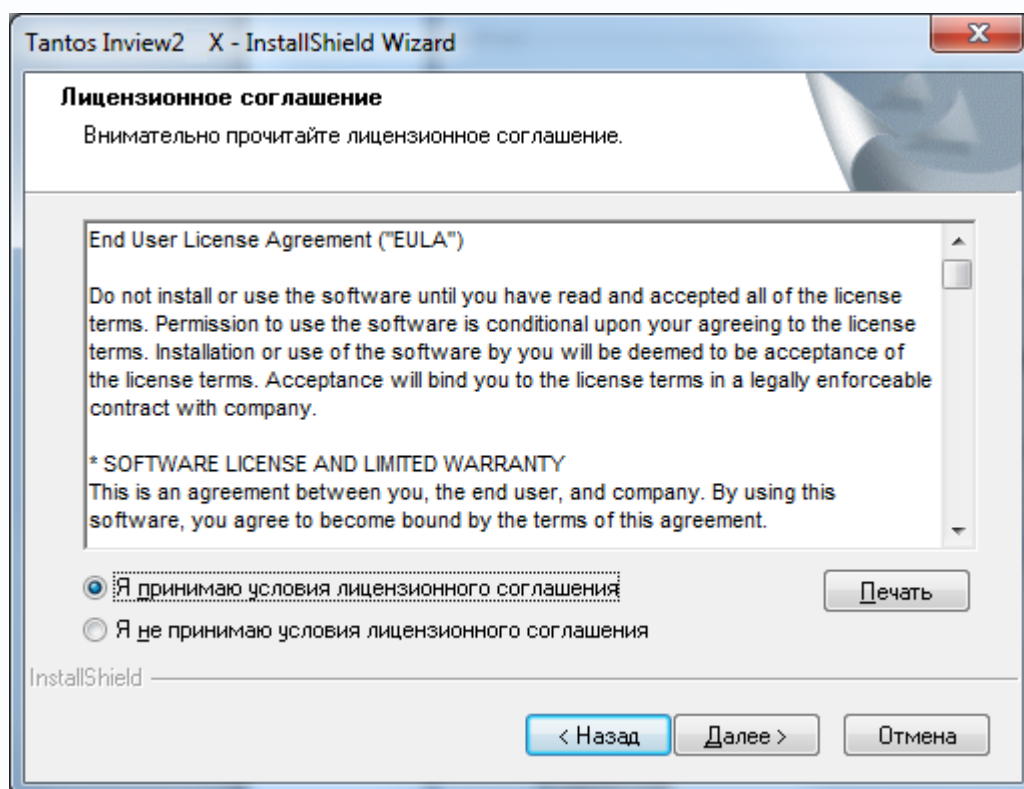 Tantos Inview2 X - InstallShield Wizard
Лицензионное соглашение
Внимательно прочитайте лицензионное соглашение.
End User License Agreement ("EULA")
Do not install or use the software until you have read and accepted all of the license
terms. Permission to use the software is conditional upon your agreeing to the license
terms. Installation or use of the software by you will be deemed to be acceptance of
the license terms. Acceptance will bind you to the license terms in a legally enforceable
contract with company.
* SOFTWARE LICENSE AND LIMITED WARRANTY
This is an agreement between you, the end user, and company. By using this
software, you agree to become bound by the terms of this agreement.
Я принимаю условия лицензионного соглашения
Печать
Я не принимаю условия лицензионного соглашения
InstallShield
< Назад Далее > Отмена